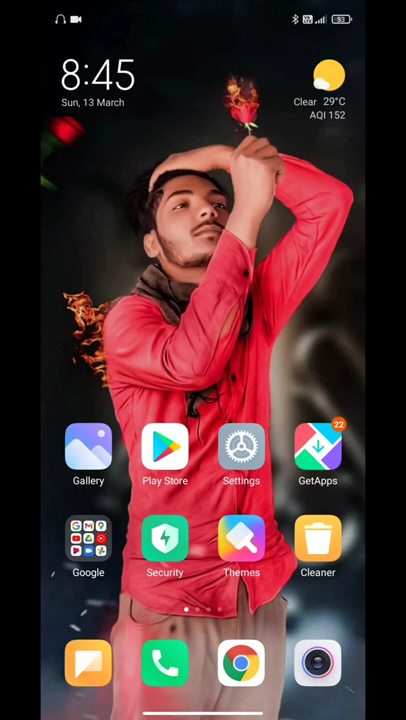 53
8:45
Sun, 13 March
Clear 29°C
AQI 152
22
Gallery
Play Store
Settings
GetApps
Google
Security
Themes
Cleaner